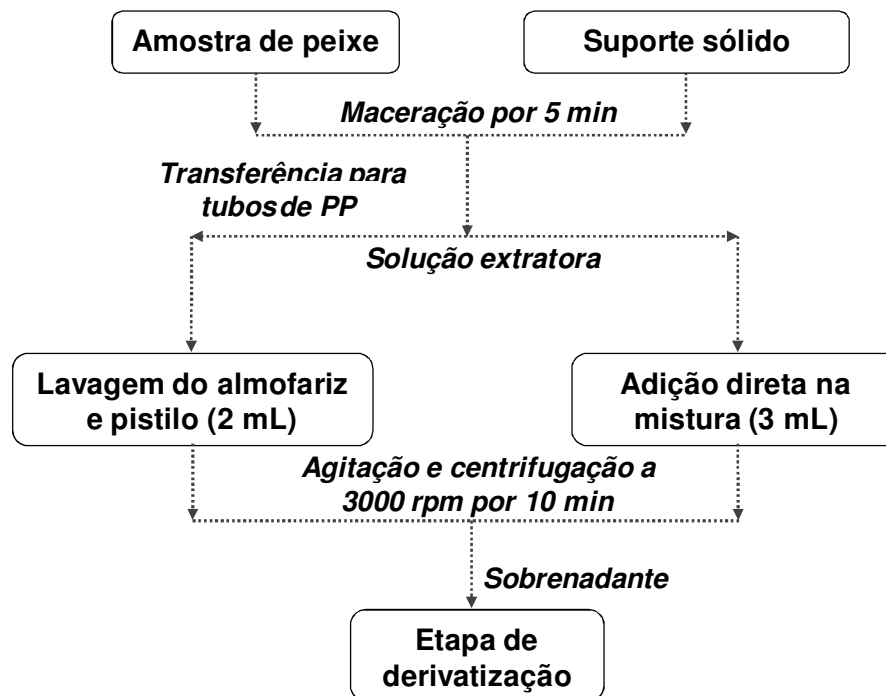 Amostra de peixe
Suporte sólido
Maceração por 5 min
Transferência para
tubos de PP
Solução extratora
Lavagem do almofariz
e pistilo (2 mL)
Adição direta na
mistura (3 mL)
Agitação e centrifugação a
3000 rpm por 10 min
Sobrenadante
Etapa de
derivatização